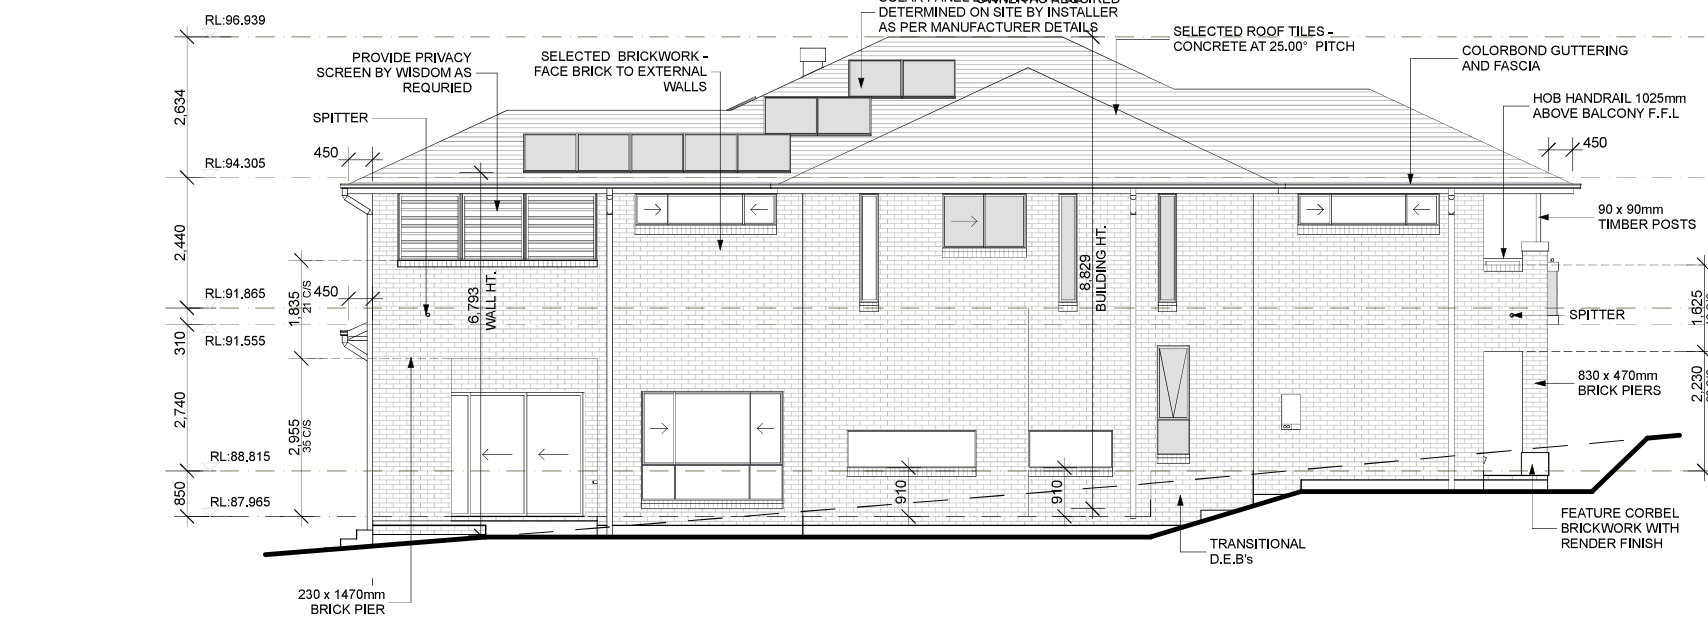 RL:96.939
DETERMINED ON SITE BY INSTALLER
AS PER MANUFACTURER DETAILS
SELECTED ROOF TILES -
CONCRETE AT 25.00° PITCH
COLORBOND GUTTERING
AND FASCIA
PROVIDE PRIVACY
SCREEN BY WISDOM AS
REQURIED
SELECTED BRICKWORK -
FACE BRICK TO EXTERNAL
WALLS
HOB HANDRAIL 1025mm
ABOVE BALCONY F.F.L
2,634
SPITTER
450
450
RL:94.305
2,440
90 x 90mm
TIMBER POSTS
8,829
BUILDING HT.
6,793
WALL HT.
RL:91.865
450
1,835
21 C/S
1,625
SPITTER
310
RL:91.555
830 x 470mm
BRICK PIERS
2,230
2,740
2,955
35 C/S
RL:88.815
850
RL:87.965
910
910
FEATURE CORBEL
BRICKWORK WITH
RENDER FINISH
TRANSITIONAL
D.E.B's
230 x 1470mm
BRICK PIER